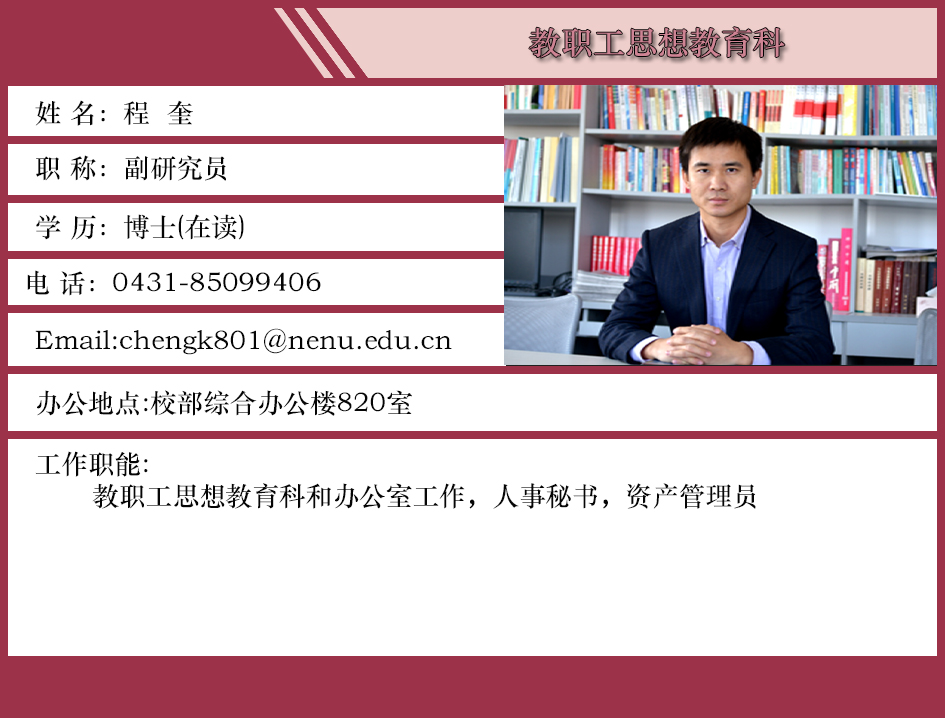 教职工思想教育科
姓 名：程 奎
职 称：副研究员
学 历：博士(在读)
电 话：0431-85099406
Email:chengk801@nenu.edu.cn
办公地点:校部综合办公楼820室
工作职能:
教职工思想教育科和办公室工作，人事秘书，资产管理员